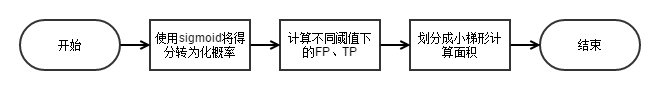 开始
使用sigmoid将得
分转为化概率
计算不同阈值下
的FP、TP
划分成小梯形计
算面积
结束